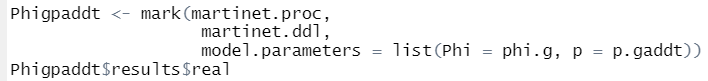 Phigpaddt <- mark(martinet.proc,
martinet.ddl,
model.parameters = list(Phi = phi.g, p = p.gaddt))
Phigpaddt$results$real